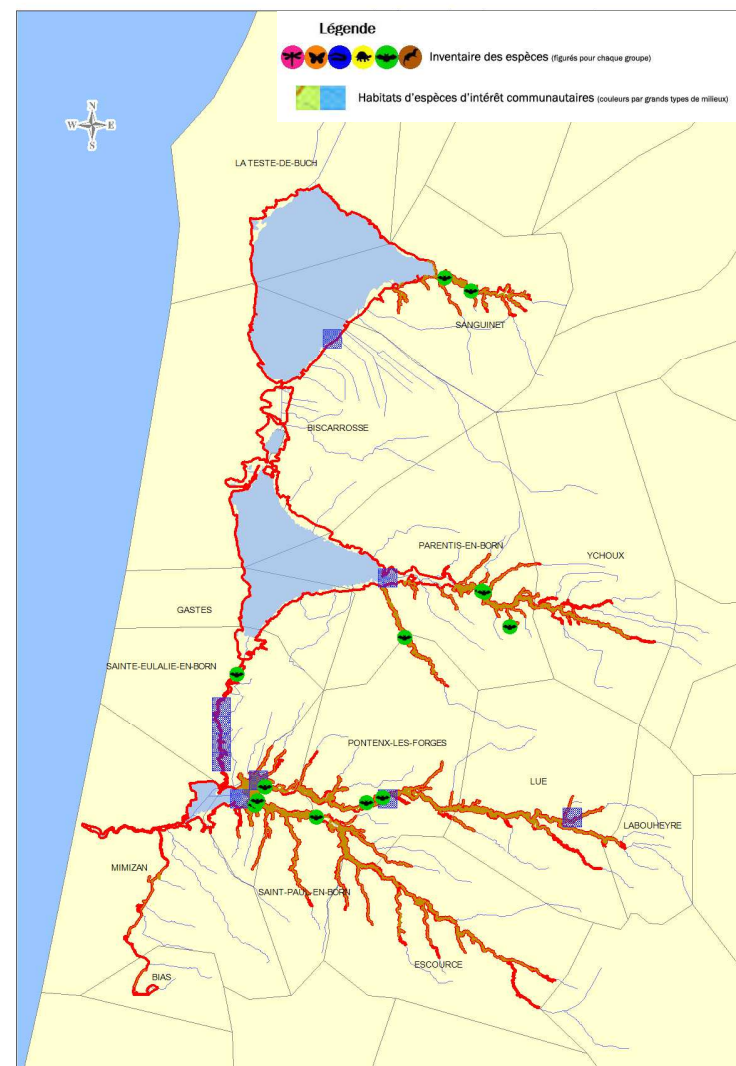 Légende
Inventaire des espèces (figurés pour chaque groupe)
Habitats d'espèces d'intérêt communautaires (couleurs par grands types de milieux)
N
W E
S
LA TESTE-DE-BUCH
SANGUINET
BISCARROSSE
PARENTIS-EN-BORN
YCHOUX
GASTES
SAINTE-EULALIE-EN-BORN
PONTENX-LES-FORGES
LUE
LABOUHEYRE
MIMIZAN
SAINT-PAUL-EN-BORN
ESCOURCE
BIAS